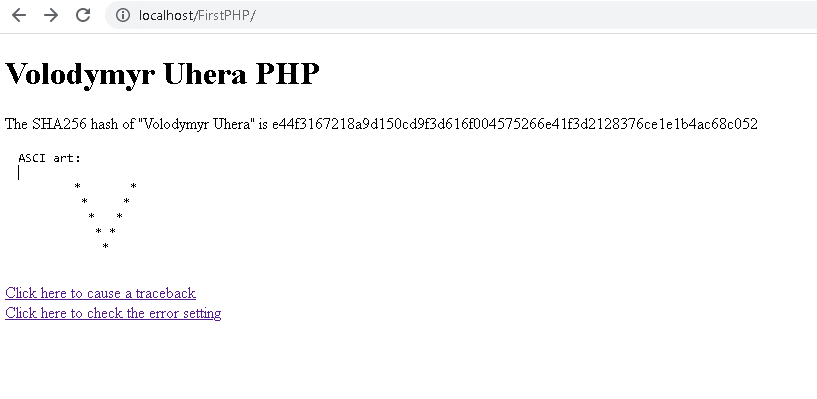 localhost/FirstPHP/
Volodymyr Uhera PHP
The SHA256 hash of "Volodymyr Uhera" is e44f3167218a9d150cd9f3d616f004575266e41f3d2128376ce1e1b4ac68c052
ASCI art:
*       *
*     *
*   *
* *
*
Click here to cause a traceback
Click here to check the error setting